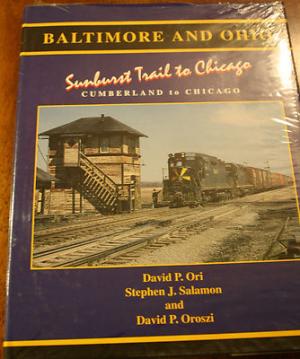 BALTIMORE AND OHIO
Sunburst Trail to Chicago
CUMBERLAND to CHICAGO
David P. Ori
Stephen J. Salamon
and
David P. Oroszi